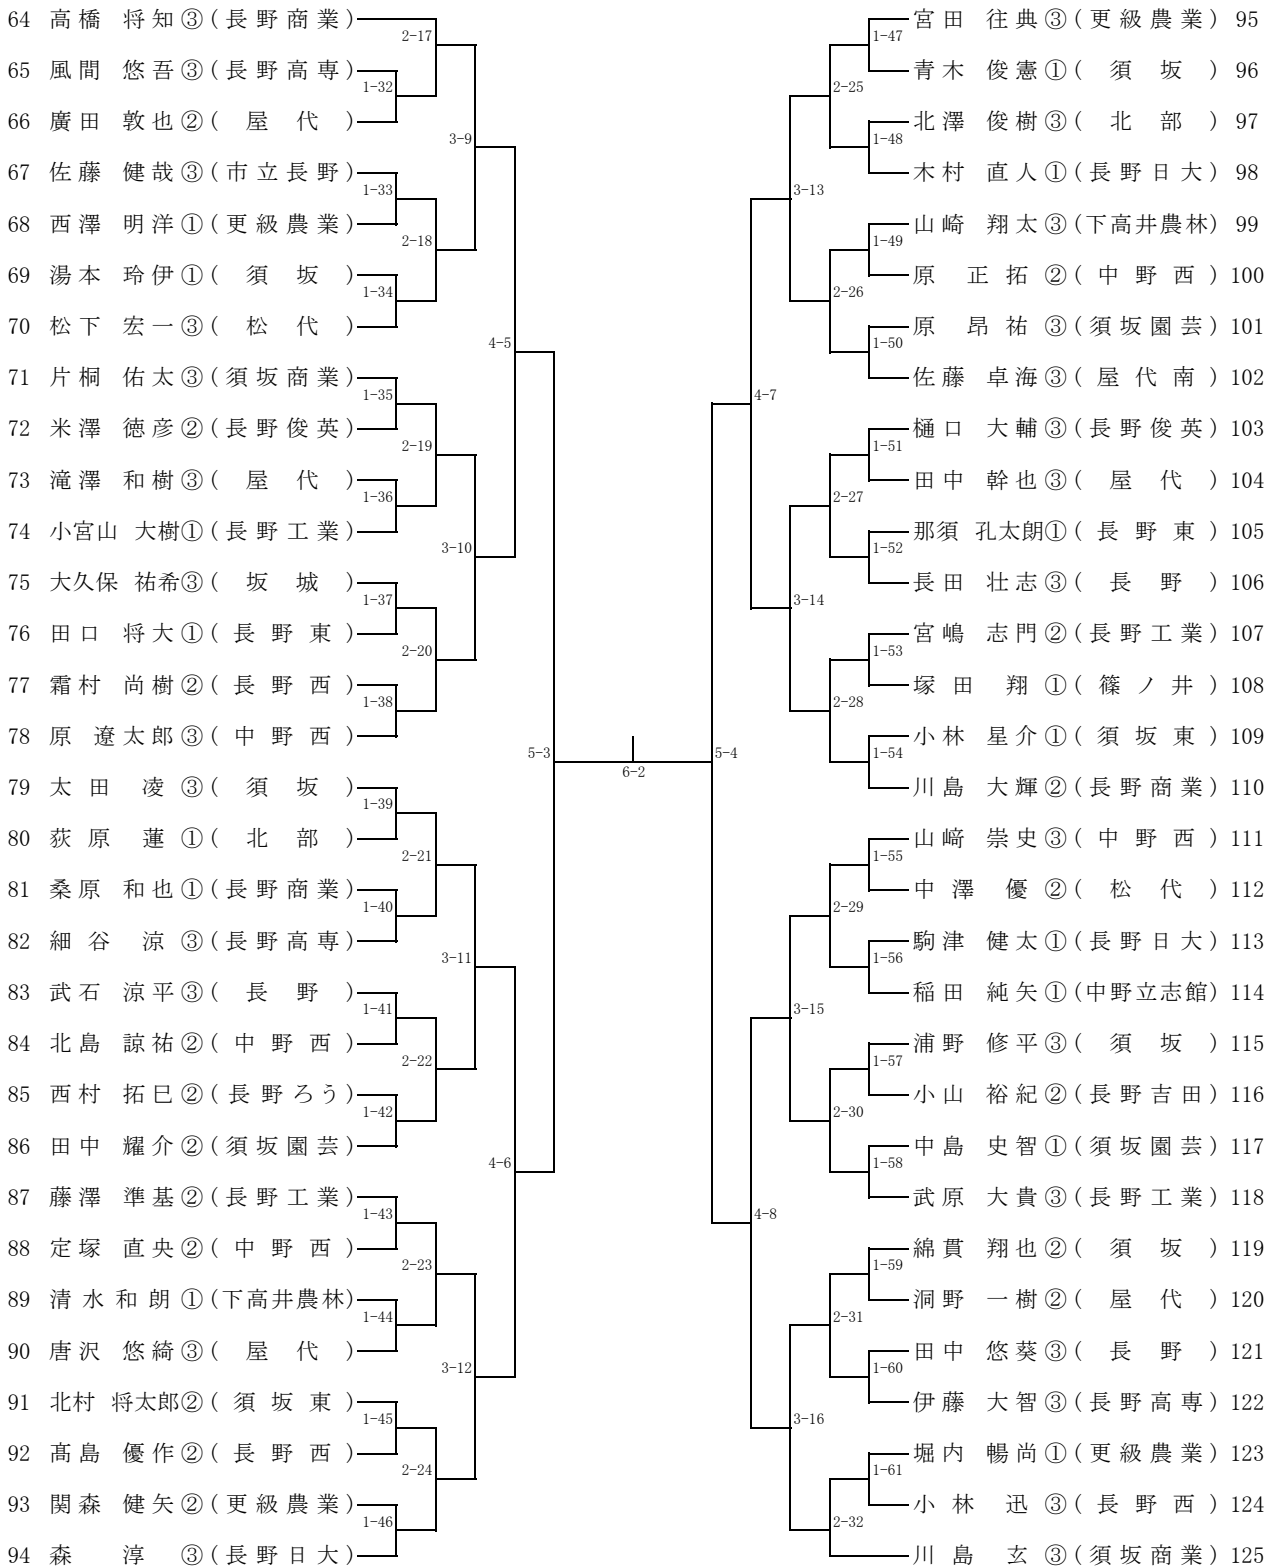 64 高橋 将知③(長野商業)
2-17
65 風間 悠吾③(長野高専)
1-32
66 廣田 敦也②(屋代)
3-9
67 佐藤 健哉③(市立長野)
1-33
68 西澤 明洋①(更級農業)
2-18
69 湯本 玲伊①(須坂)
1-34
70 松下 宏一③(松代)
4-5
71 片桐 佑太③(須坂商業)
1-35
72 米澤 徳彦②(長野俊英)
2-19
73 滝澤 和樹③(屋代)
1-36
74 小宮山 大樹①(長野工業)
3-10
75 大久保 祐希③(坂城)
1-37
76 田口 将大①(長野東)
2-20
77 霜村 尚樹②(長野西)
1-38
78 原 遼太郎③(中野西)
5-3
79 太田 凌③(須坂)
1-39
80 荻原 蓮①(北部)
2-21
81 桑原 和也①(長野商業)
1-40
82 細谷 涼③(長野高専)
3-11
83 武石 涼平③(長野)
1-41
84 北島 諒祐②(中野西)
2-22
85 西村 拓巳②(長野ろう)
1-42
86 田中 耀介②(須坂園芸)
4-6
87 藤澤 準基②(長野工業)
1-43
88 定塚 直央②(中野西)
2-23
89 清水和朗①(下高井農林)
1-44
90 唐沢 悠綺③(屋代)
3-12
91 北村 将太郎②(須坂東)
1-45
92 髙島 優作②(長野西)
2-24
93 関森 健矢②(更級農業)
1-46
94 森 淳③(長野日大)
6-2
宮田 往典③(更級農業) 95
1-47
青木 俊憲①(須坂) 96
2-25
北澤 俊樹③(北部) 97
1-48
木村 直人①(長野日大) 98
3-13
山崎 翔太③(下高井農林) 99
1-49
原 正拓②(中野西) 100
2-26
原 昂祐③(須坂園芸) 101
1-50
佐藤 卓海③(屋代南) 102
4-7
樋口 大輔③(長野俊英) 103
1-51
田中 幹也③(屋代) 104
2-27
那須 孔太朗①(長野東) 105
1-52
長田 壮志③(長野) 106
3-14
宮嶋 志門②(長野工業) 107
1-53
塚田 翔①(篠ノ井) 108
2-28
小林 星介①(須坂東) 109
1-54
5-4
川島 大輝②(長野商業) 110
山﨑 崇史③(中野西) 111
1-55
中澤 優②(松代) 112
2-29
駒津 健太①(長野日大) 113
1-56
稲田 純矢①(中野立志館) 114
3-15
浦野 修平③(須坂) 115
1-57
小山 裕紀②(長野吉田) 116
2-30
中島 史智①(須坂園芸) 117
1-58
武原 大貴③(長野工業) 118
4-8
綿貫 翔也②(須坂) 119
1-59
洞野 一樹②(屋代) 120
2-31
田中 悠葵③(長野) 121
1-60
伊藤 大智③(長野高専) 122
3-16
堀内 暢尚①(更級農業) 123
1-61
小林 迅③(長野西) 124
2-32
川島 玄③(須坂商業) 125